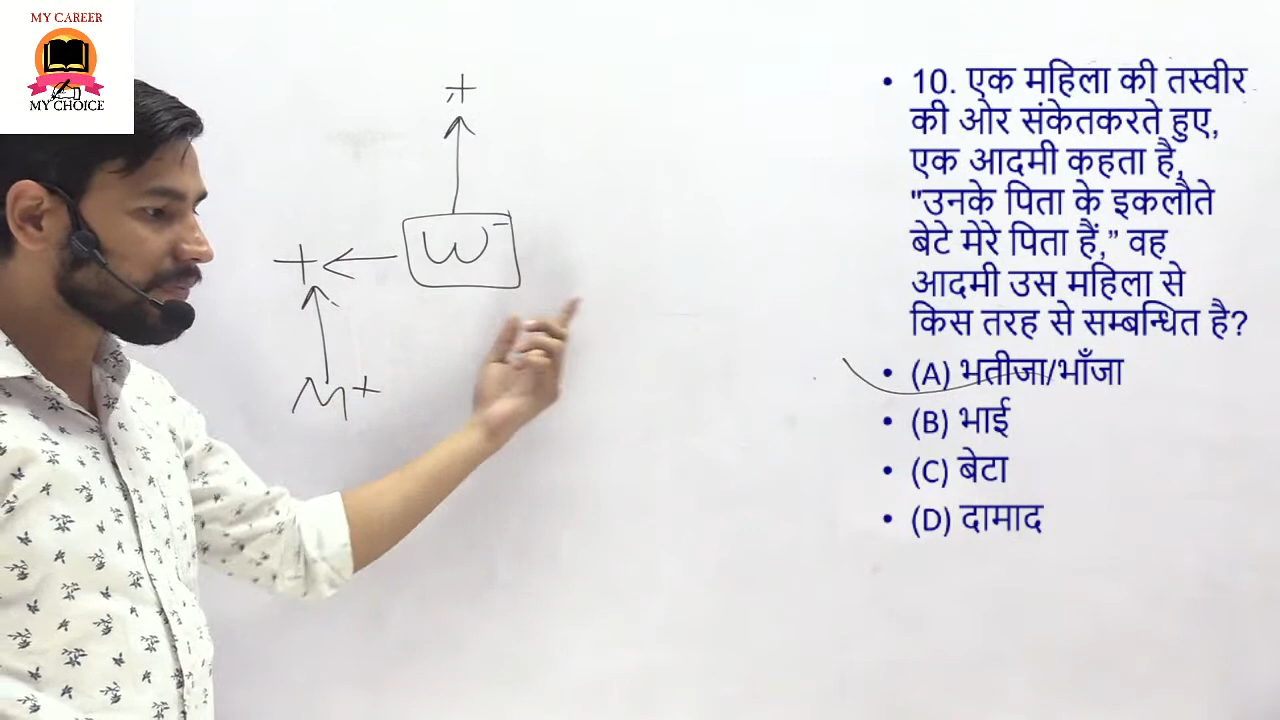 MY CAREER
MY CHOICE
+
W-
+
M+
• 10. एक महिला की तस्वीर
की ओर संकेतकरते हुए,
एक आदमी कहता है,
"उनके पिता के इकलौते
बेटे मेरे पिता हैं,” वह
आदमी उस महिला से
किस तरह से सम्बन्धित है?
• (A) भतीजा/भाँजा
• (B) भाई
• (C) बेटा
• (D) दामाद